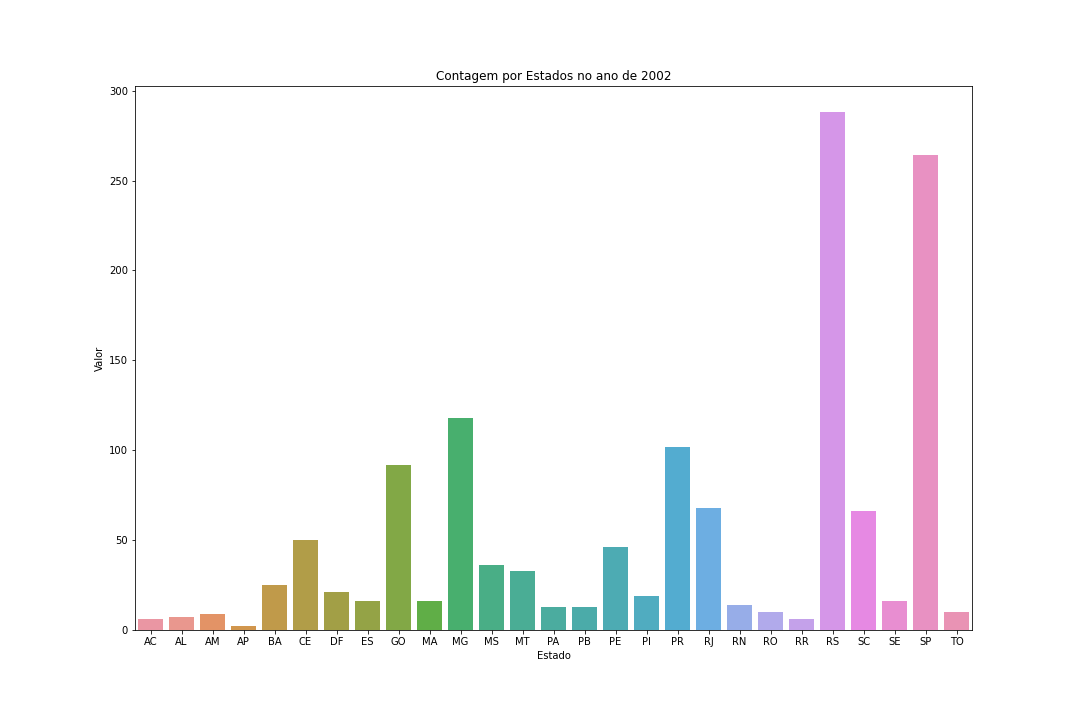 Contagem por Estados no ano de 2002
300
250
200
150
100
50
0
Valor
AC AL AM AP BA CE DF ES GO MA MG MS MT PA PB PE PI PR RJ RN RO RR RS SC SE SP TO
Estado